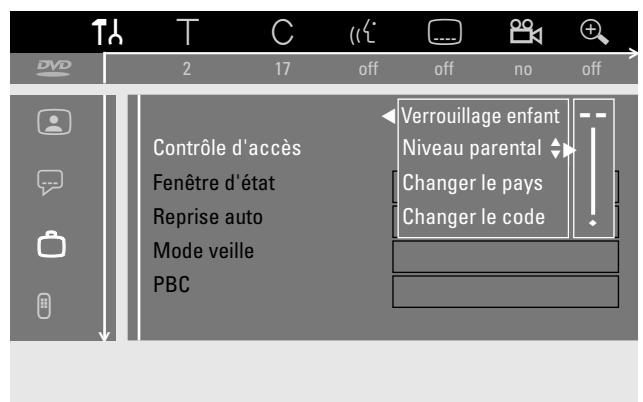 T C
DVD 2 17 off off no off
Verrouillage enfant --
Contrôle d'accès Niveau parental
Fenêtre d'état Changer le pays
Reprise auto Changer le code
Mode veille
PBC